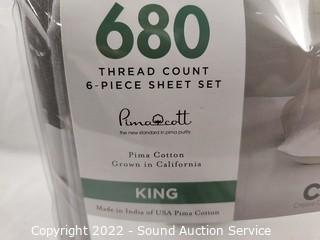 680
THREAD COUNT
6-PIECE SHEET SET
Pimacott
the new standard in pima purity
Pima Cotton
Grown in California
KING
Made in India of USA Pima Cotton
Copyright 2022 - Sound Auction Service